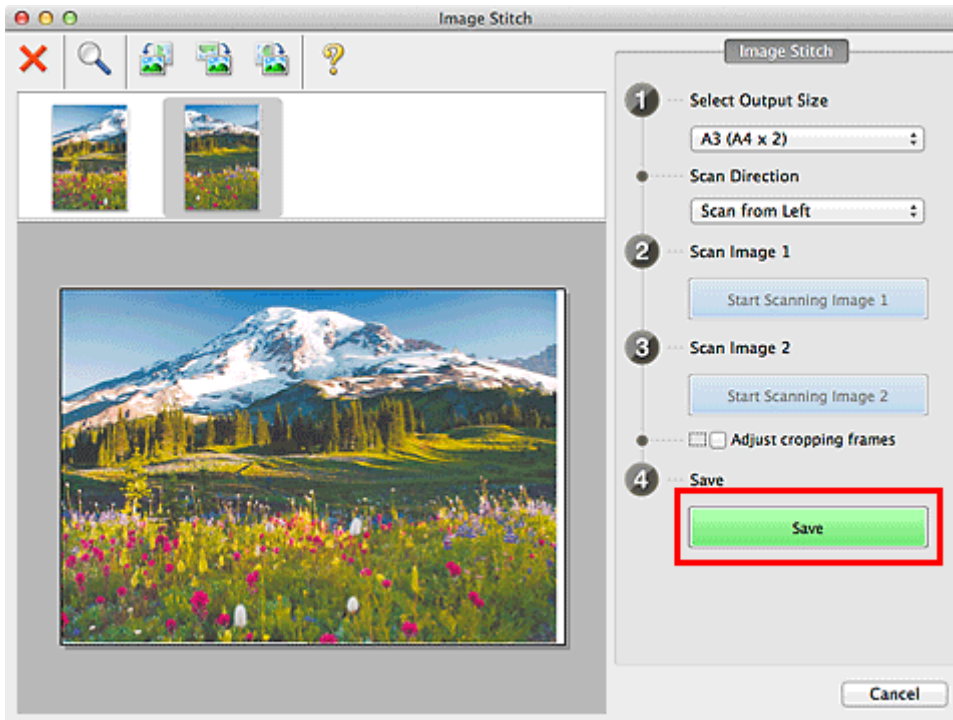 Image Stitch
?
Image Stitch
1 Select Output Size
A3 (A4 x 2)
Scan Direction
Scan from Left
2 Scan Image 1
Start Scanning Image 1
3 Scan Image 2
Start Scanning Image 2
Adjust cropping frames
4 Save
Save
Cancel